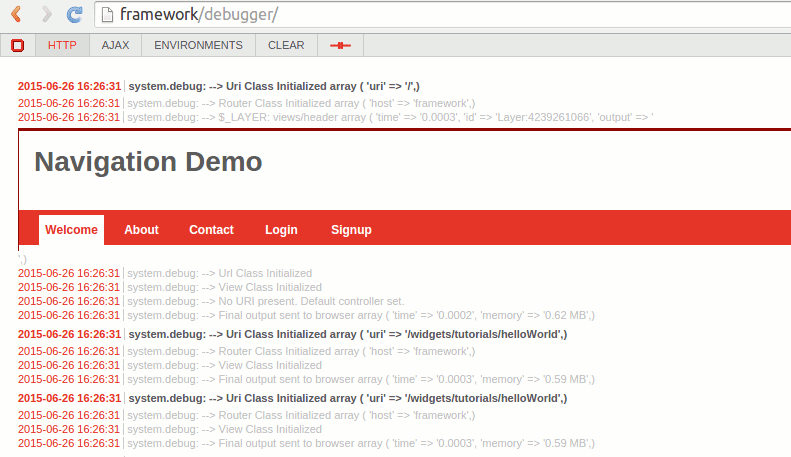 framework/debugger/
HTTP AJAX ENVIRONMENTS CLEAR
2015-06-26 16:26:31 system.debug: --> Uri Class Initialized array ( 'uri' => '/',)
2015-06-26 16:26:31 system.debug: --> Router Class Initialized array ( 'host' => 'framework',)
2015-06-26 16:26:31 system.debug: --> $_LAYER: views/header array ( 'time' => '0.0003', 'id' => 'Layer:4239261066', 'output' => '
Navigation Demo
Welcome About Contact Login Signup
',)
2015-06-26 16:26:31 system.debug: --> Url Class Initialized
2015-06-26 16:26:31 system.debug: --> View Class Initialized
2015-06-26 16:26:31 system.debug: --> No URI present. Default controller set.
2015-06-26 16:26:31 system.debug: --> Final output sent to browser array ( 'time' => '0.0002', 'memory' => '0.62 MB',)
2015-06-26 16:26:31 system.debug: --> Uri Class Initialized array ( 'uri' => '/widgets/tutorials/helloWorld',)
2015-06-26 16:26:31 system.debug: --> Router Class Initialized array ( 'host' => 'framework',)
2015-06-26 16:26:31 system.debug: --> View Class Initialized
2015-06-26 16:26:31 system.debug: --> Final output sent to browser array ( 'time' => '0.0003', 'memory' => '0.59 MB',)
2015-06-26 16:26:31 system.debug: --> Uri Class Initialized array ( 'uri' => '/widgets/tutorials/helloWorld',)
2015-06-26 16:26:31 system.debug: --> Router Class Initialized array ( 'host' => 'framework',)
2015-06-26 16:26:31 system.debug: --> View Class Initialized
2015-06-26 16:26:31 system.debug: --> Final output sent to browser array ( 'time' => '0.0003', 'memory' => '0.59 MB',)